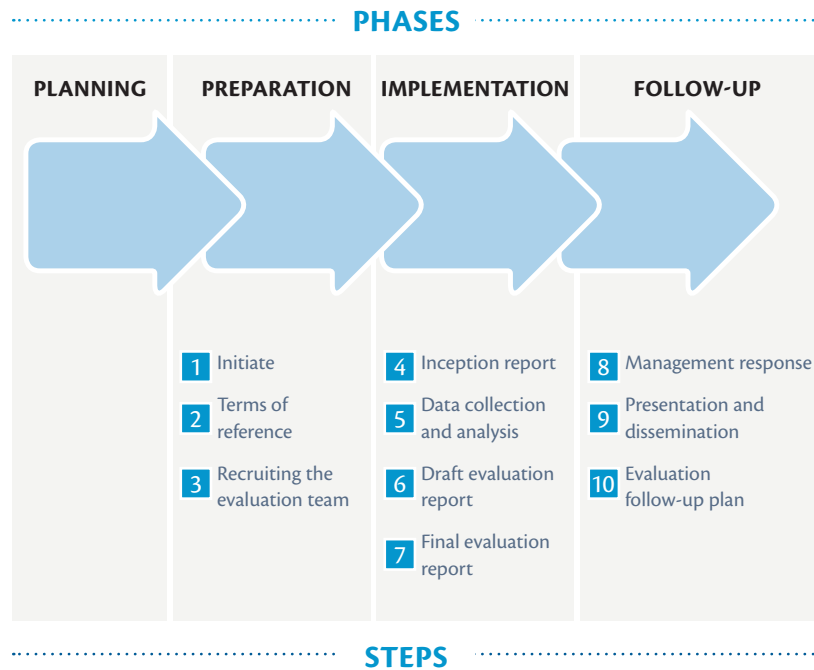 PHASES
PLANNING
PREPARATION
IMPLEMENTATION
FOLLOW-UP
1 Initiate
2 Terms of
reference
3 Recruiting the
evaluation team
4 Inception report
5 Data collection
and analysis
6 Draft evaluation
report
7 Final evaluation
report
8 Management response
9 Presentation and
dissemination
10 Evaluation
follow-up plan
STEPS